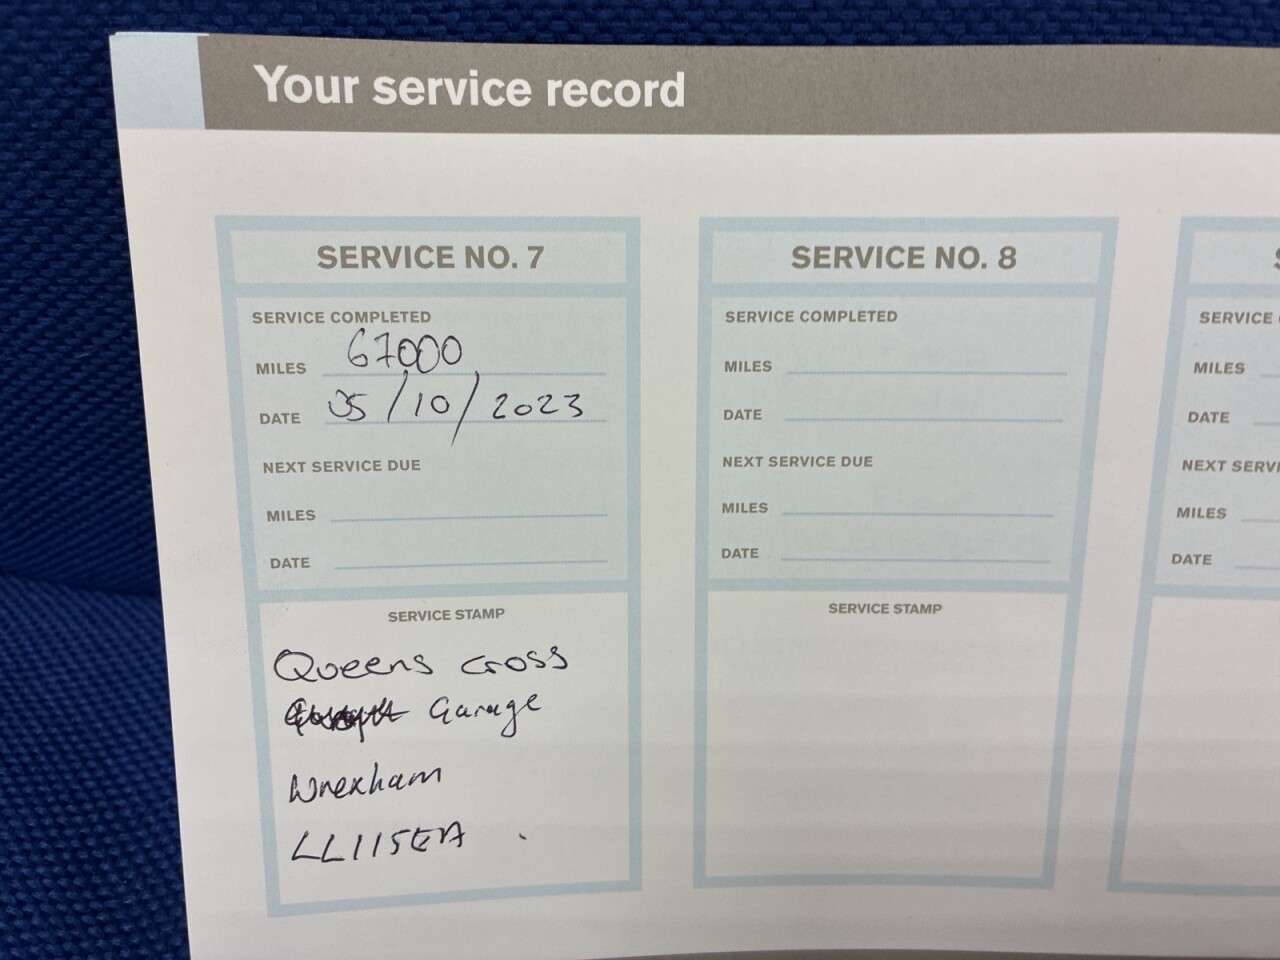 Your service record
SERVICE NO. 7
SERVICE COMPLETED
MILES 67000
DATE 05/10/2023
NEXT SERVICE DUE
MILES
DATE
SERVICE STAMP
Queens Cross
Garage
Wrexham
LL115EA
SERVICE NO. 8
SERVICE COMPLETED
MILES
DATE
NEXT SERVICE DUE
MILES
DATE
SERVICE STAMP
SERVICE
MILES
DATE
NEXT
MILES
DATE